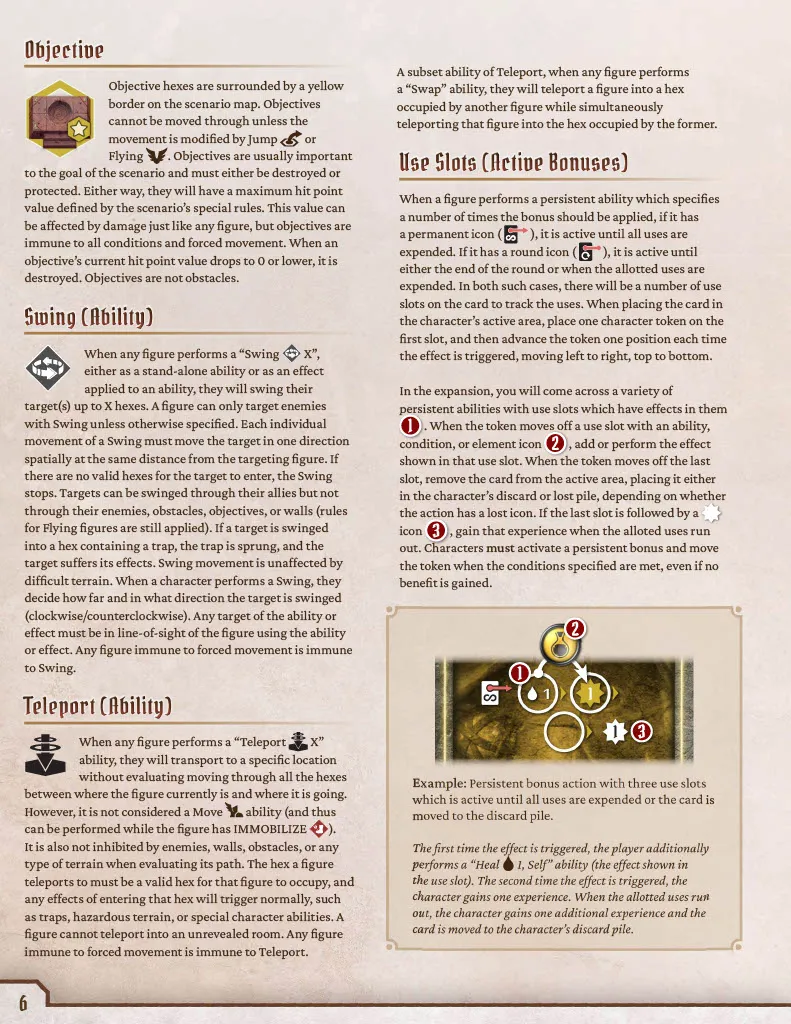 Objective
Objective hexes are surrounded by a yellow
border on the scenario map. Objectives
cannot be moved through unless the
movement is modified by Jump or
Flying . Objectives are usually important
to the goal of the scenario and must either be destroyed or
protected. Either way, they will have a maximum hit point
value defined by the scenario's special rules. This value can
be affected by damage just like any figure, but objectives are
immune to all conditions and forced movement. When an
objective's current hit point value drops to 0 or lower, it is
destroyed. Objectives are not obstacles.
Swing (Ability)
When any figure performs a “Swing X”,
either as a stand-alone ability or as an effect
applied to an ability, they will swing their
target(s) up to X hexes. A figure can only target enemies
with Swing unless otherwise specified. Each individual
movement of a Swing must move the target in one direction
spatially at the same distance from the targeting figure. If
there are no valid hexes for the target to enter, the Swing
stops. Targets can be swinged through their allies but not
through their enemies, obstacles, objectives, or walls (rules
for Flying figures are still applied). If a target is swinged
into a hex containing a trap, the trap is sprung, and the
target suffers its effects. Swing movement is unaffected by
difficult terrain. When a character performs a Swing, they
decide how far and in what direction the target is swinged
(clockwise/counterclockwise). Any target of the ability or
effect must be in line-of-sight of the figure using the ability
or effect. Any figure immune to forced movement is immune
to Swing.
Teleport (Ability)
When any figure performs a “Teleport X”
ability, they will transport to a specific location
without evaluating moving through all the hexes
between where the figure currently is and where it is going.
However, it is not considered a Move ability (and thus
can be performed while the figure has IMMOBILIZE ).
It is also not inhibited by enemies, walls, obstacles, or any
type of terrain when evaluating its path. The hex a figure
teleports to must be a valid hex for that figure to occupy, and
any effects of entering that hex will trigger normally, such
as traps, hazardous terrain, or special character abilities. A
figure cannot teleport into an unrevealed room. Any figure
immune to forced movement is immune to Teleport.
A subset ability of Teleport, when any figure performs
a “Swap” ability, they will teleport a figure into a hex
occupied by another figure while simultaneously
teleporting that figure into the hex occupied by the former.
Use Slots (Active Bonuses)
When a figure performs a persistent ability which specifies
a number of times the bonus should be applied, if it has
a permanent icon ( ), it is active until all uses are
expended. If it has a round icon ( ), it is active until
either the end of the round or when the allotted uses are
expended. In both such cases, there will be a number of use
slots on the card to track the uses. When placing the card in
the character's active area, place one character token on the
first slot, and then advance the token one position each time
the effect is triggered, moving left to right, top to bottom.
In the expansion, you will come across a variety of
persistent abilities with use slots which have effects in them
1 . When the token moves off a use slot with an ability,
condition, or element icon 2 , add or perform the effect
shown in that use slot. When the token moves off the last
slot, remove the card from the active area, placing it either
in the character's discard or lost pile, depending on whether
the action has a lost icon. If the last slot is followed by a
icon 3 , gain that experience when the alloted uses run
out. Characters must activate a persistent bonus and move
the token when the conditions specified are met, even if no
benefit is gained.
2
1
1 1
1 3
Example: Persistent bonus action with three use slots
which is active until all uses are expended or the card is
moved to the discard pile.
The first time the effect is triggered, the player additionally
performs a “Heal 1, Self” ability (the effect shown in
the use slot). The second time the effect is triggered, the
character gains one experience. When the allotted uses run
out, the character gains one additional experience and the
card is moved to the character's discard pile.
6